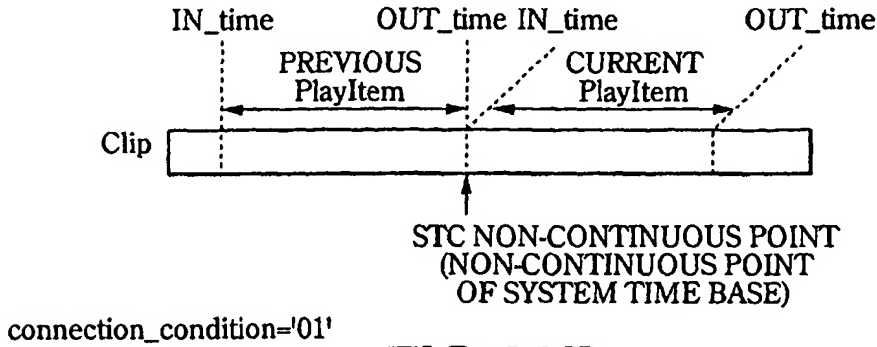 IN_time OUT_time IN_time OUT_time
PREVIOUS CURRENT
PlayItem PlayItem
Clip
STC NON-CONTINUOUS POINT
(NON-CONTINUOUS POINT
OF SYSTEM TIME BASE)
connection_condition='01'